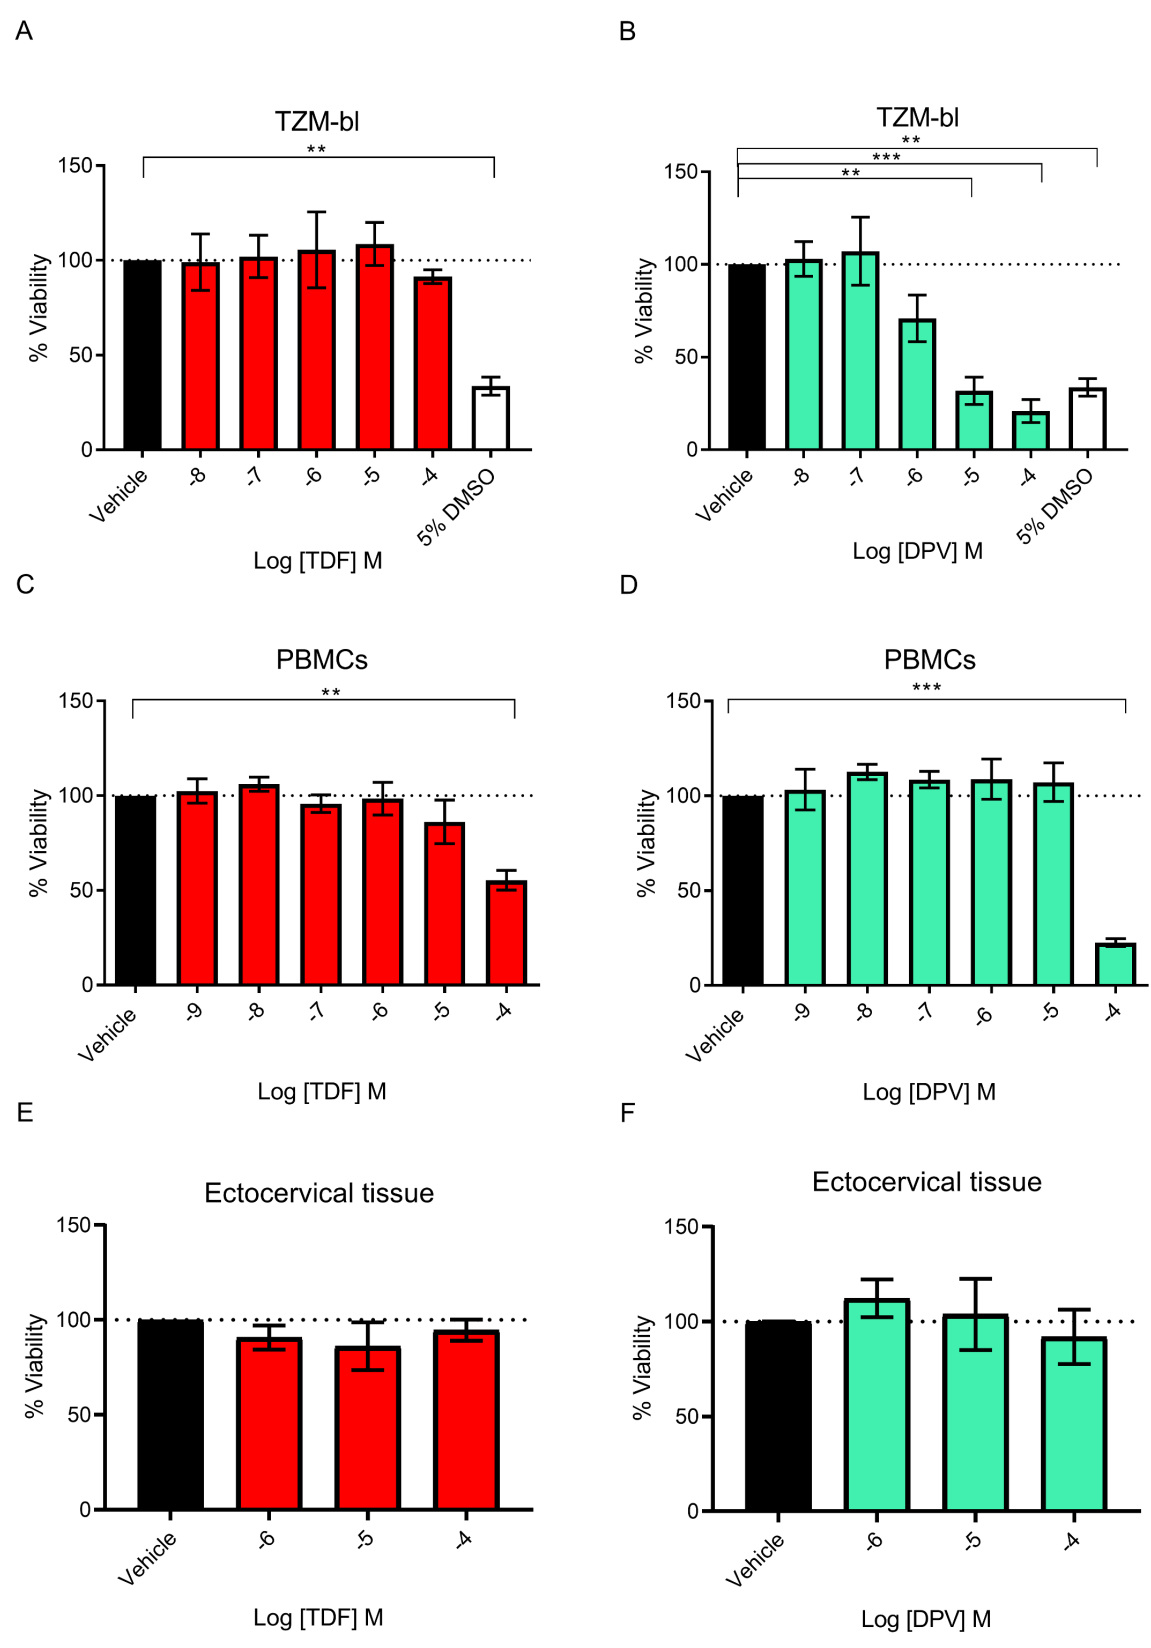 A
TZM-bl
**
150
100
50
0
% Viability
Vehicle
-8
-7
-6
-5
-4
5% DMSO
Log [TDF] M
B
TZM-bl
**
***
**
150
100
50
0
% Viability
Vehicle
-8
-7
-6
-5
-4
5% DMSO
Log [DPV] M
C
PBMCs
**
150
100
50
0
% Viability
Vehicle
-9
-8
-7
-6
-5
-4
Log [TDF] M
D
PBMCs
***
150
100
50
0
% Viability
Vehicle
-9
-8
-7
-6
-5
-4
Log [DPV] M
E
Ectocervical tissue
150
100
50
0
% Viability
Vehicle
-6
-5
-4
Log [TDF] M
F
Ectocervical tissue
150
100
50
0
% Viability
Vehicle
-6
-5
-4
Log [DPV] M